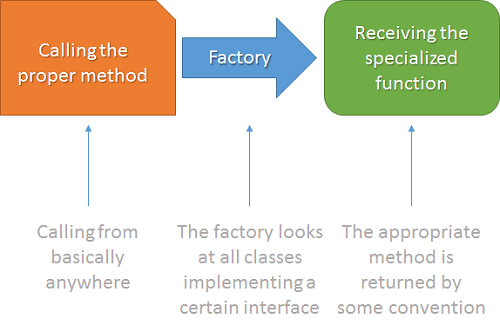 Calling the
proper method
Factory
Receiving the
specialized
function
Calling from
basically
anywhere
The factory looks
at all classes
implementing a
certain interface
The appropriate
method is
returned by
some convention